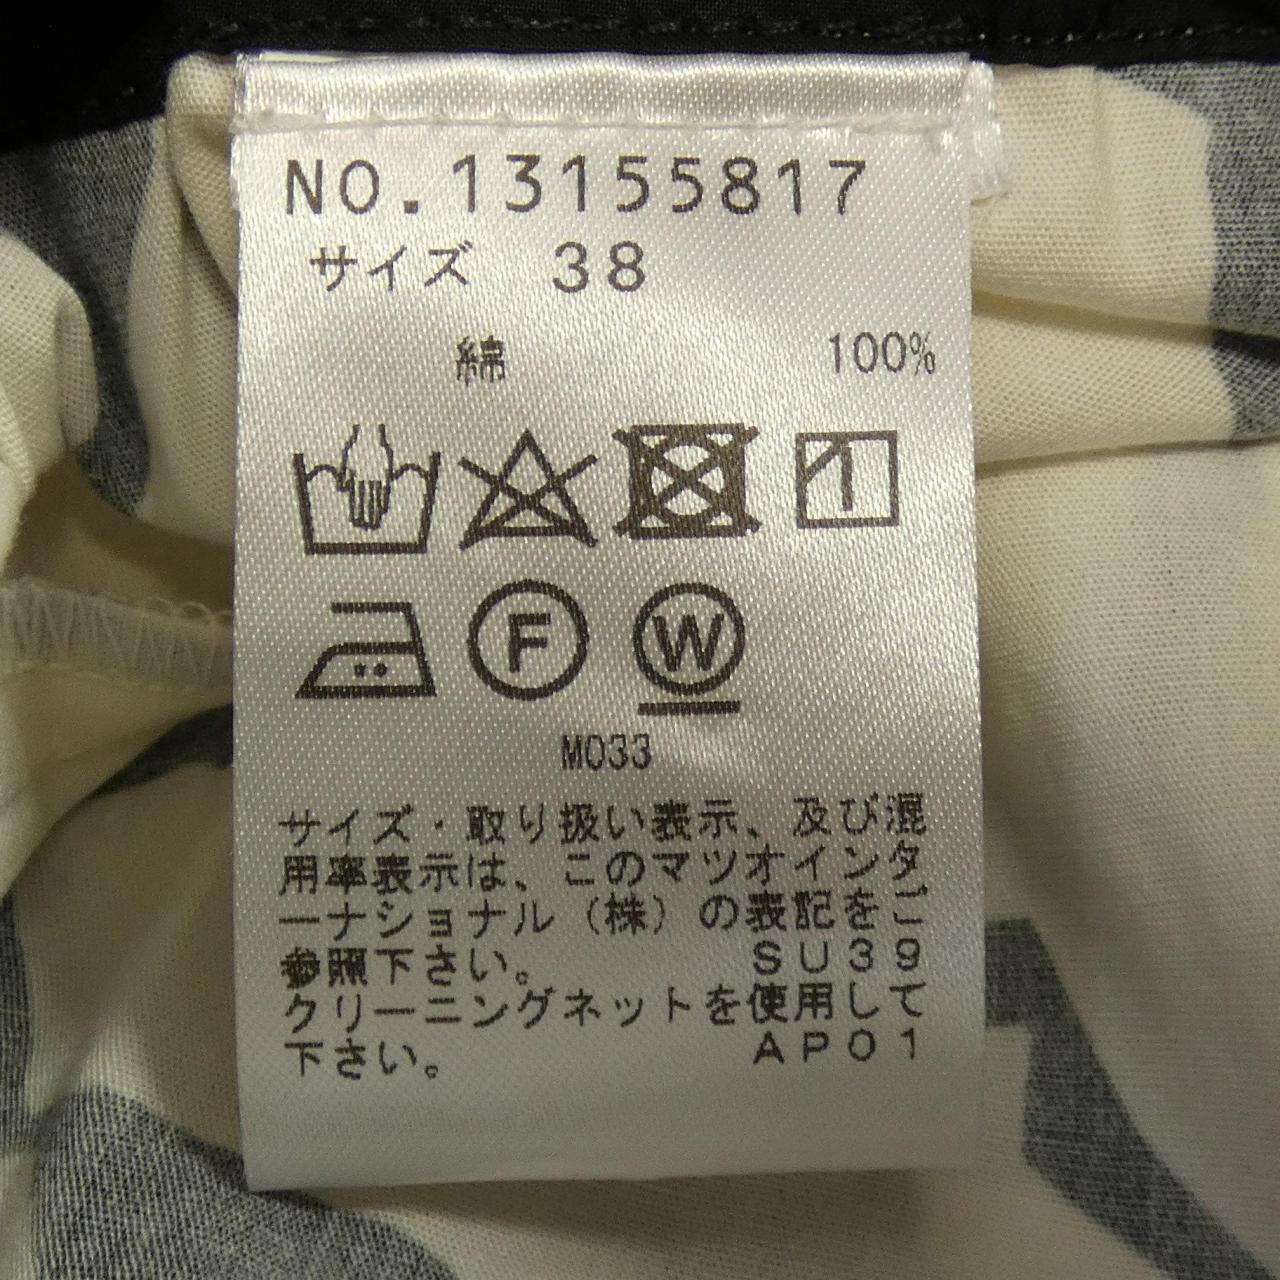 NO.13155817
サイズ 38
綿 100%
F W
M033
サイズ・取り扱い表示、及び混
用率表示は、このマツオインタ
ーナショナル(株)の表記をご
参照下さい。 SU39
クリーニングネットを使用して
下さい。 AP01